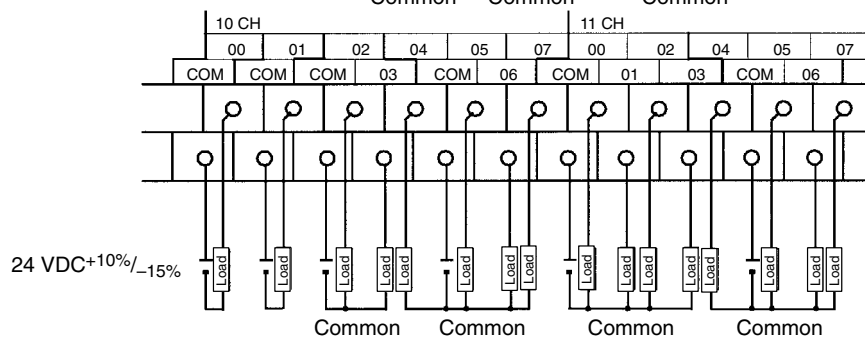 Common Common Common
10 CH 11 CH
00 01 02 04 05 07 00 02 04 05 07
COM COM COM 03 COM 06 COM 01 03 COM 06
Load Load Load Load Load Load Load Load Load Load Load Load Load Load Load Load
24 VDC+10%/–15%
Common Common Common Common